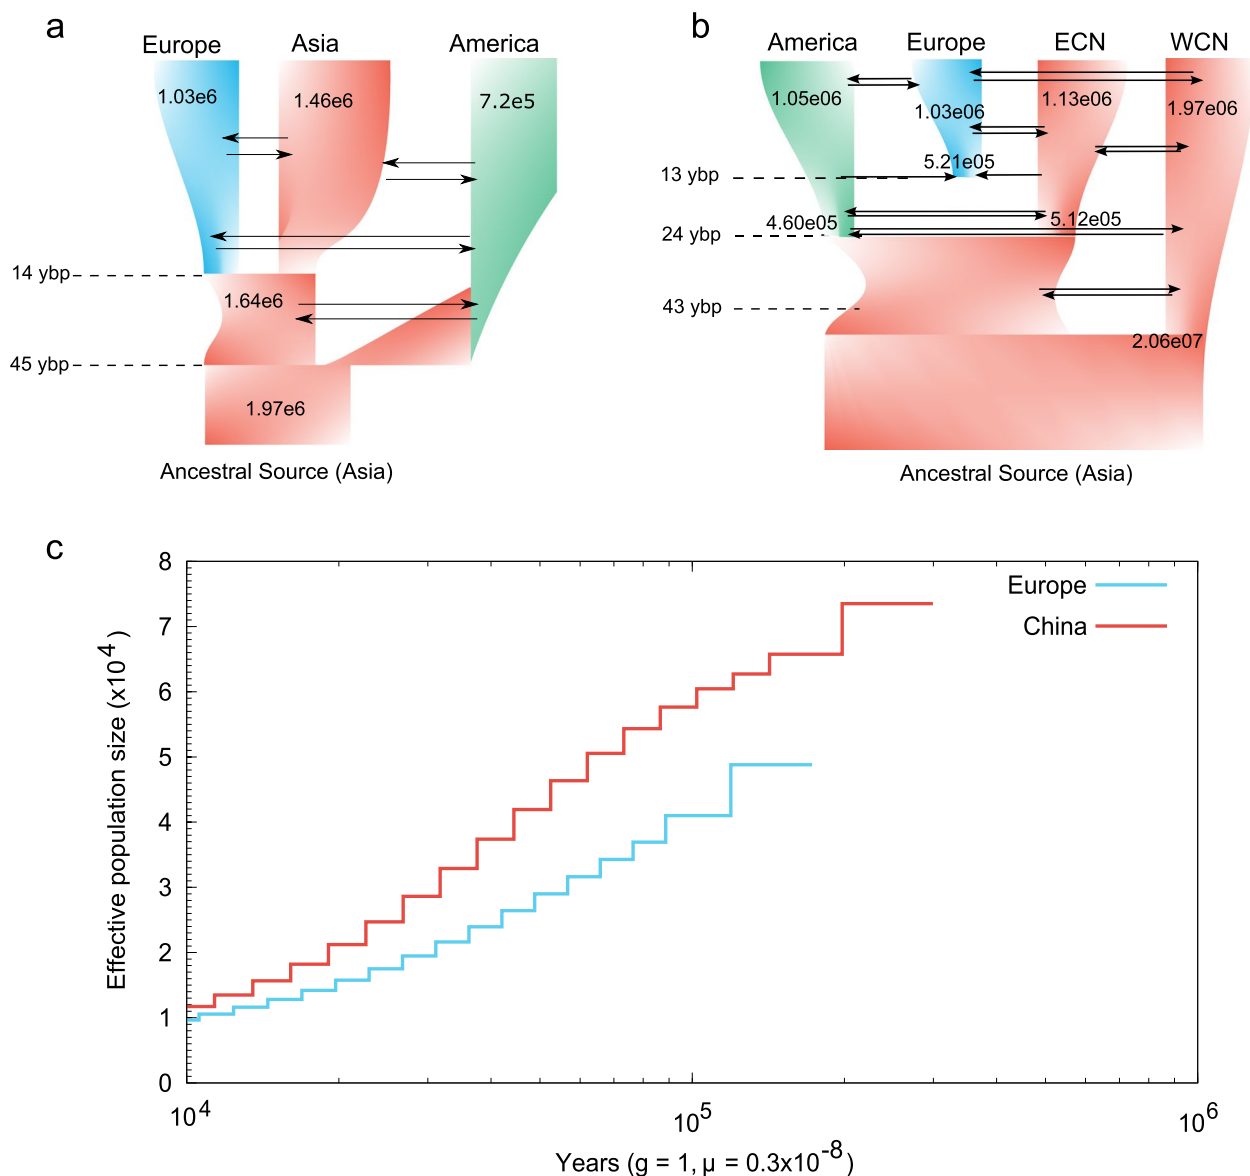 a
Europe Asia America
1.03e6 1.46e6 7.2e5
14 ybp
1.64e6
45 ybp
1.97e6
Ancestral Source (Asia)
b
America Europe ECN WCN
1.05e06 1.03e06 1.13e06 1.97e06
5.21e05
13 ybp
4.60e05 5.12e05
24 ybp
43 ybp
2.06e07
Ancestral Source (Asia)
c
Effective population size (x10^4)
8
7
6
5
4
3
2
1
0
Europe
China
10^4 10^5 10^6
Years (g = 1, μ = 0.3x10^-8)